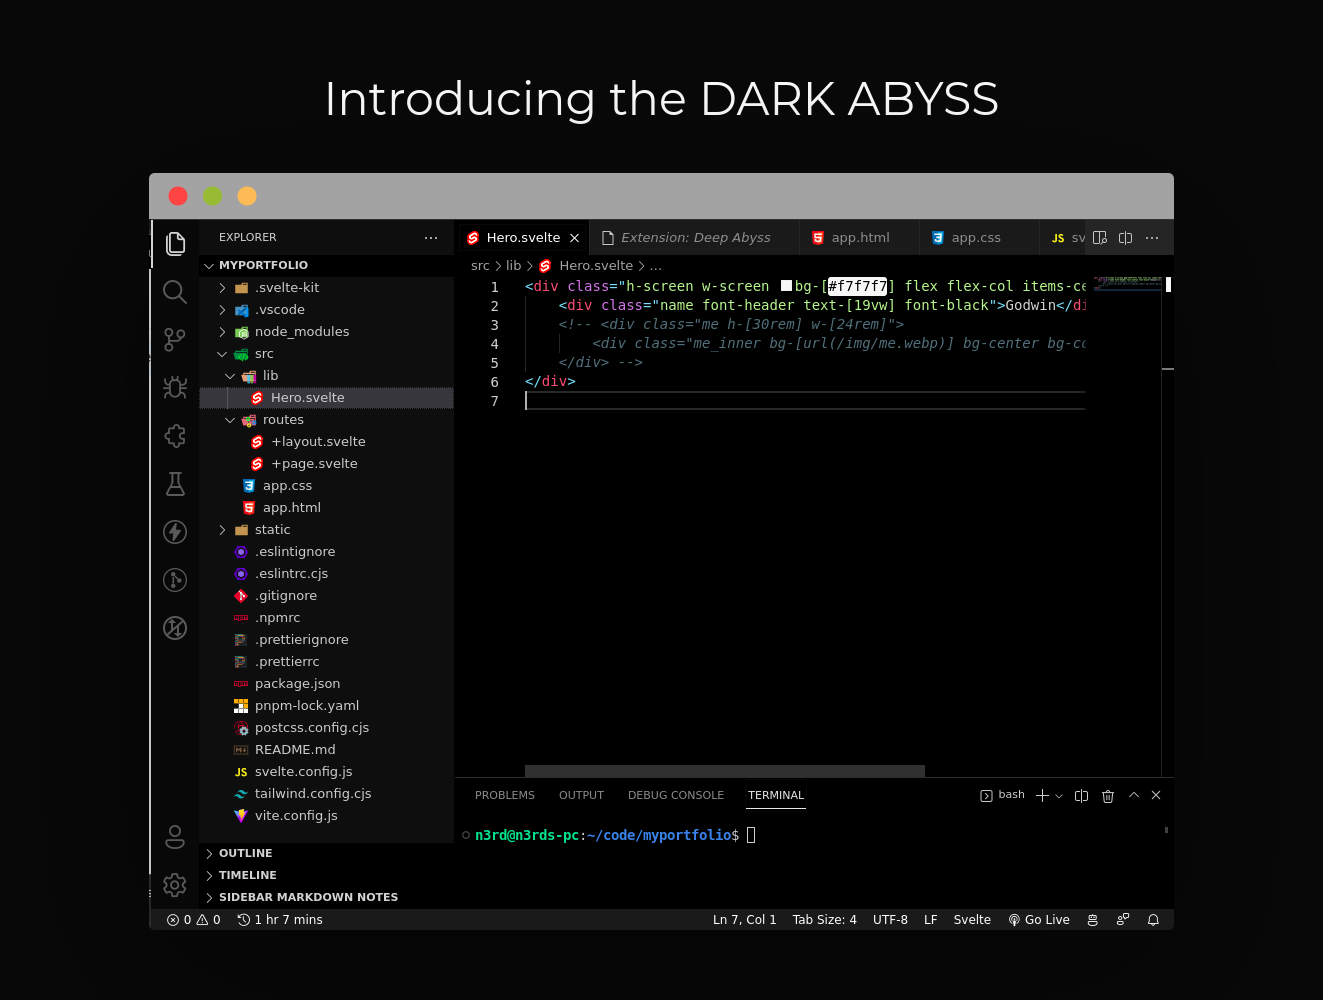 Introducing the DARK ABYSS
EXPLORER
MYPORTFOLIO
.svelte-kit
.vscode
node_modules
src
lib
Hero.svelte
routes
+layout.svelte
+page.svelte
app.css
app.html
static
.eslintignore
.eslintrc.cjs
.gitignore
.npmrc
.prettierignore
.prettierrc
package.json
pnpm-lock.yaml
postcss.config.cjs
README.md
JS svelte.config.js
tailwind.config.cjs
vite.config.js
OUTLINE
TIMELINE
SIDEBAR MARKDOWN NOTES
Hero.svelte Extension: Deep Abyss app.html app.css JS sv
src > lib > Hero.svelte > ...
1 <div class="h-screen w-screen bg-[#f7f7f7] flex flex-col items-ce
2 <div class="name font-header text-[19vw] font-black">Godwin</di
3 <!-- <div class="me h-[30rem] w-[24rem]">
4 <div class="me_inner bg-[url(/img/me.webp)] bg-center bg-co
5 </div> -->
6 </div>
7
PROBLEMS OUTPUT DEBUG CONSOLE TERMINAL bash
n3rd@n3rds-pc:~/code/myportfolio$
0 0 1 hr 7 mins Ln 7, Col 1 Tab Size: 4 UTF-8 LF Svelte Go Live